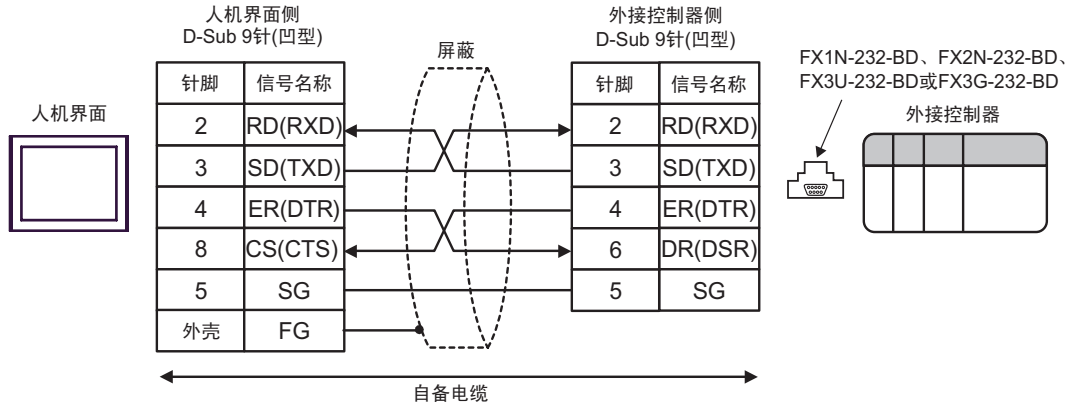 人机界面侧
D-Sub 9针(凹型)
屏蔽
外接控制器侧
D-Sub 9针(凹型)
FX1N-232-BD、FX2N-232-BD、
FX3U-232-BD或FX3G-232-BD
人机界面
外接控制器
针脚 信号名称
2 RD(RXD)
3 SD(TXD)
4 ER(DTR)
8 CS(CTS)
5 SG
外壳 FG
针脚 信号名称
2 RD(RXD)
3 SD(TXD)
4 ER(DTR)
6 DR(DSR)
5 SG
自备电缆